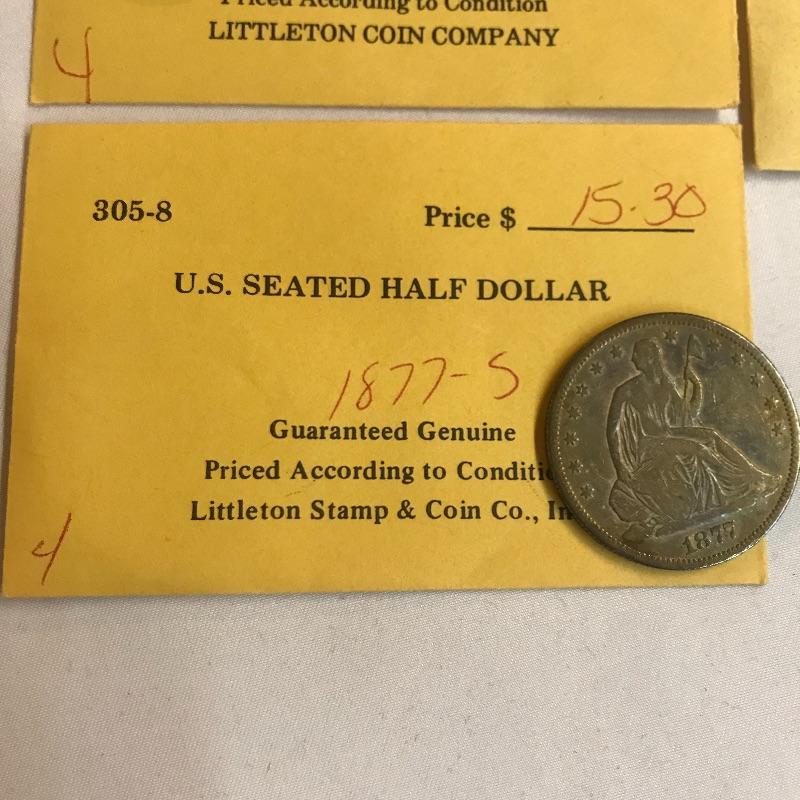 Priced According to Condition
LITTLETON COIN COMPANY
4
305-8 Price $ 15.30
U.S. SEATED HALF DOLLAR
1877-S
Guaranteed Genuine
Priced According to Conditio
Littleton Stamp & Coin Co., In
4
1877